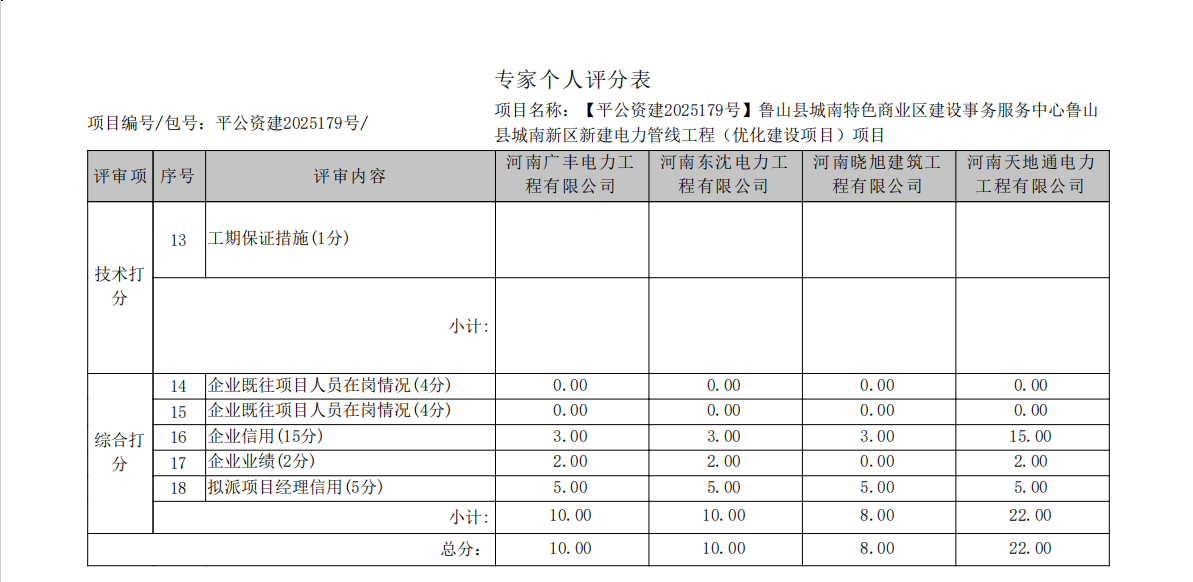 专家个人评分表
项目编号/包号：平公资建2025179号/
项目名称：【平公资建2025179号】鲁山县城南特色商业区建设事务服务中心鲁山
县城南新区新建电力管线工程（优化建设项目）项目
评审项 序号 评审内容 河南广丰电力工程有限公司 河南东沈电力工程有限公司 河南晓旭建筑工程有限公司 河南天地通电力工程有限公司
技术打分
13 工期保证措施(1分)
小计:
综合打分
14 企业既往项目人员在岗情况(4分) 0.00 0.00 0.00 0.00
15 企业既往项目人员在岗情况(4分) 0.00 0.00 0.00 0.00
16 企业信用(15分) 3.00 3.00 3.00 15.00
17 企业业绩(2分) 2.00 2.00 0.00 2.00
18 拟派项目经理信用(5分) 5.00 5.00 5.00 5.00
小计: 10.00 10.00 8.00 22.00
总分: 10.00 10.00 8.00 22.00